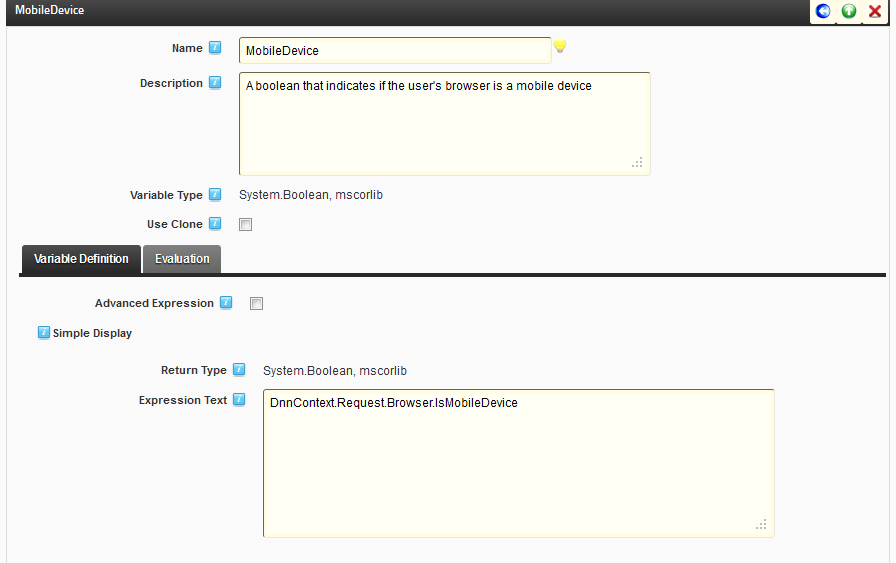 MobileDevice
Name i MobileDevice
Description i A boolean that indicates if the user's browser is a mobile device
Variable Type i System.Boolean, mscorlib
Use Clone i
Variable Definition Evaluation
Advanced Expression i
i Simple Display
Return Type i System.Boolean, mscorlib
Expression Text i DnnContext.Request.Browser.IsMobileDevice